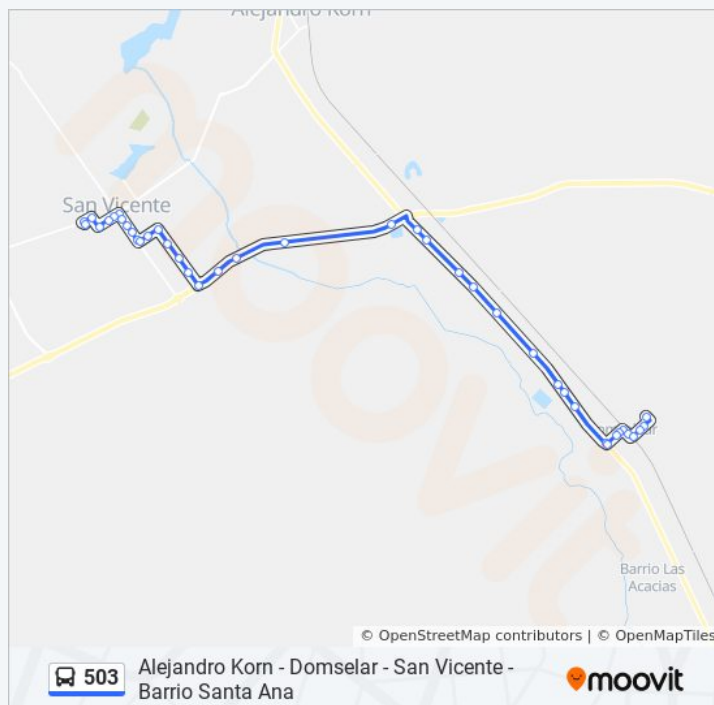 Alejandro Korn
San Vicente
Barrio Las
Acacias
© OpenStreetMap contributors | © OpenMapTiles
503
Alejandro Korn - Domselar - San Vicente -
Barrio Santa Ana
moovit
moovit